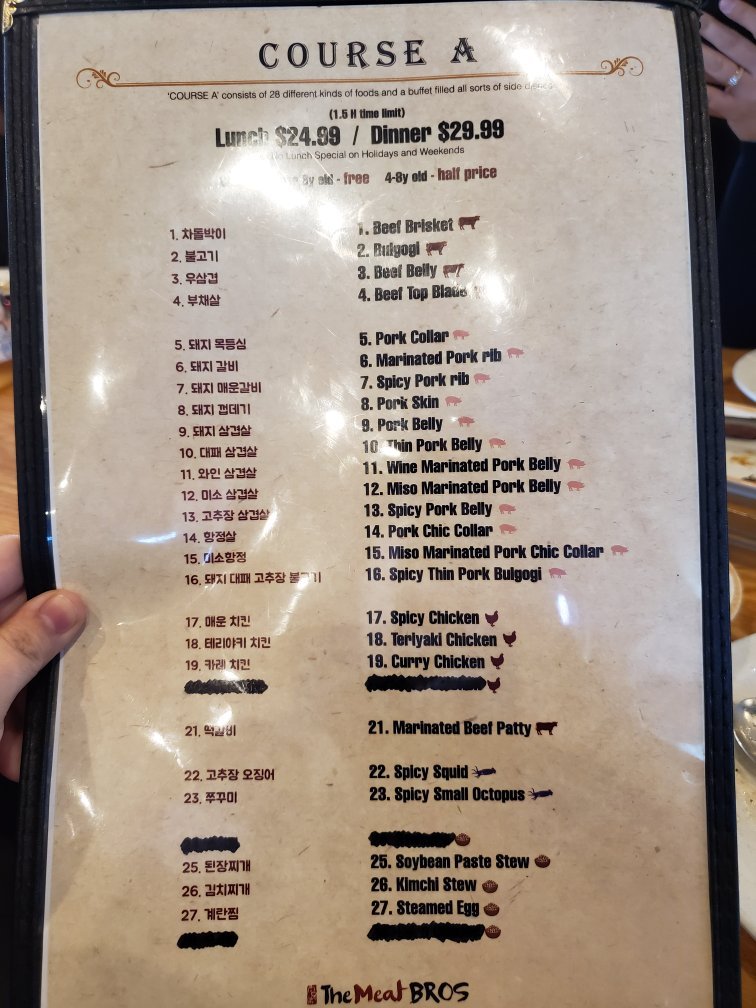 COURSE A
'COURSE A' consists of 28 different kinds of foods and a buffet filled all sorts of side dishes
(1.5 H time limit)
Lunch $24.99 / Dinner $29.99
No Lunch Special on Holidays and Weekends
old - free 4-8y old - half price
1. 차돌박이 1. Beef Brisket
2. 불고기 2. Bulgogi
3. 우삼겹 3. Beef Belly
4. 부채살 4. Beef Top Blade
5. 돼지 목등심 5. Pork Collar
6. 돼지 갈비 6. Marinated Pork rib
7. 돼지 매운갈비 7. Spicy Pork rib
8. 돼지 껍데기 8. Pork Skin
9. 돼지 삼겹살 9. Pork Belly
10. 대패 삼겹살 10. Thin Pork Belly
11. 와인 삼겹살 11. Wine Marinated Pork Belly
12. 미소 삼겹살 12. Miso Marinated Pork Belly
13. 고추장 삼겹살 13. Spicy Pork Belly
14. 항정살 14. Pork Chic Collar
15. 미소항정 15. Miso Marinated Pork Chic Collar
16. 돼지 대패 고추장 불고기 16. Spicy Thin Pork Bulgogi
17. 매운 치킨 17. Spicy Chicken
18. 테리야키 치킨 18. Teriyaki Chicken
19. 카레 치킨 19. Curry Chicken
21. 떡갈비 21. Marinated Beef Patty
22. 고추장 오징어 22. Spicy Squid
23. 쭈꾸미 23. Spicy Small Octopus
25. 된장찌개 25. Soybean Paste Stew
26. 김치찌개 26. Kimchi Stew
27. 계란찜 27. Steamed Egg
The Meat BROS